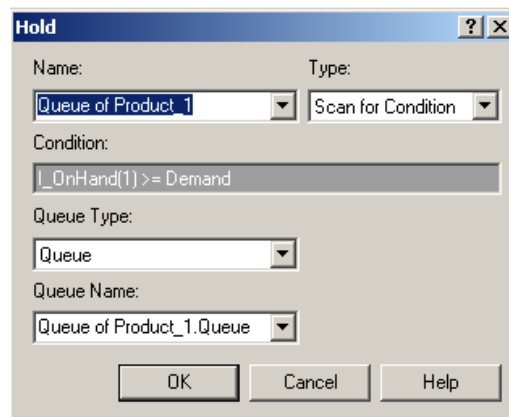 Hold
Name: Type:
Queue of Product_1 Scan for Condition
Condition:
I_OnHand(1) >= Demand
Queue Type:
Queue
Queue Name:
Queue of Product_1.Queue
OK Cancel Help